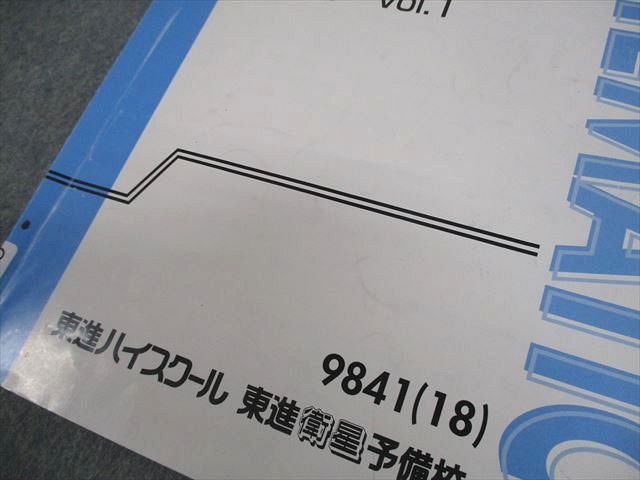 vol.1
9841(18)
東進ハイスクール 東進衛星予備校